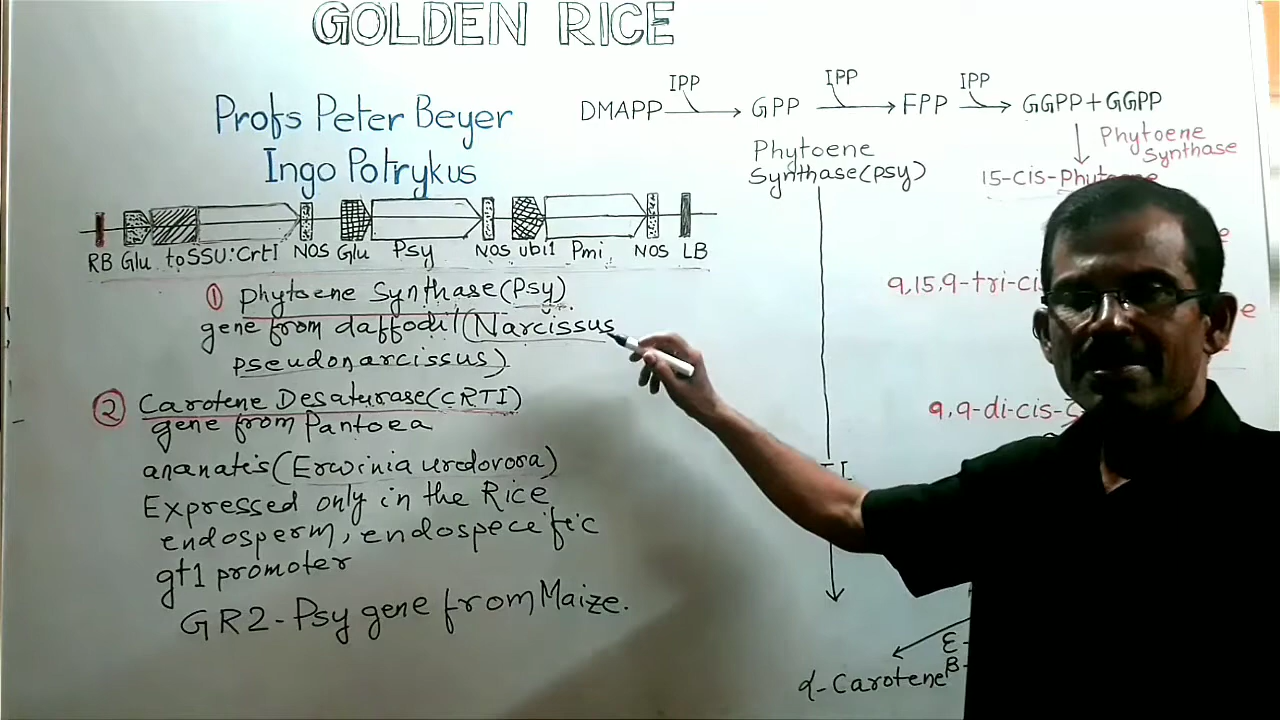 GOLDEN RICE
Profs Peter Beyer
Ingo Potrykus
RB Glu toSSU:CrtI NOS Glu Psy NOS ubi1 Pmi NOS LB
① Phytoene Synthase(Psy)
gene from daffodil(Narcissus
pseudonarcissus)
② Carotene Desaturase(CRTI)
gene from Pantoea
ananatis(Erwinia uredovora)
Expressed only in the Rice
endosperm, endospecific
gt1 promoter
GR2-Psy gene from Maize.
IPP IPP IPP
DMAPP → GPP → FPP → GGPP+GGPP
Phytoene
Synthase(psy)
Phytoene
Synthase
15-cis-Phytoene
9,15,9-tri-cis
9,9-di-cis-
α-Carotene
ε-
β-